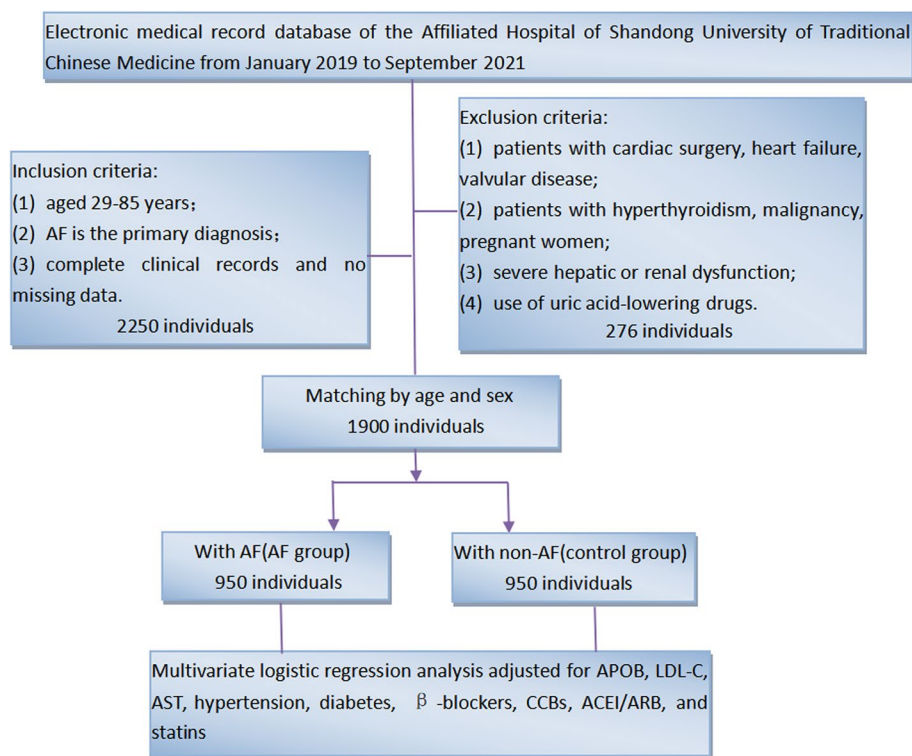 Electronic medical record database of the Affiliated Hospital of Shandong University of Traditional
Chinese Medicine from January 2019 to September 2021
Inclusion criteria:
(1) aged 29-85 years；
(2) AF is the primary diagnosis；
(3) complete clinical records and no
missing data.
2250 individuals
Exclusion criteria:
(1) patients with cardiac surgery, heart failure,
valvular disease;
(2) patients with hyperthyroidism, malignancy,
pregnant women;
(3) severe hepatic or renal dysfunction;
(4) use of uric acid-lowering drugs.
276 individuals
Matching by age and sex
1900 individuals
With AF(AF group)
950 individuals
With non-AF(control group)
950 individuals
Multivariate logistic regression analysis adjusted for APOB, LDL-C,
AST, hypertension, diabetes, β-blockers, CCBs, ACEI/ARB, and
statins